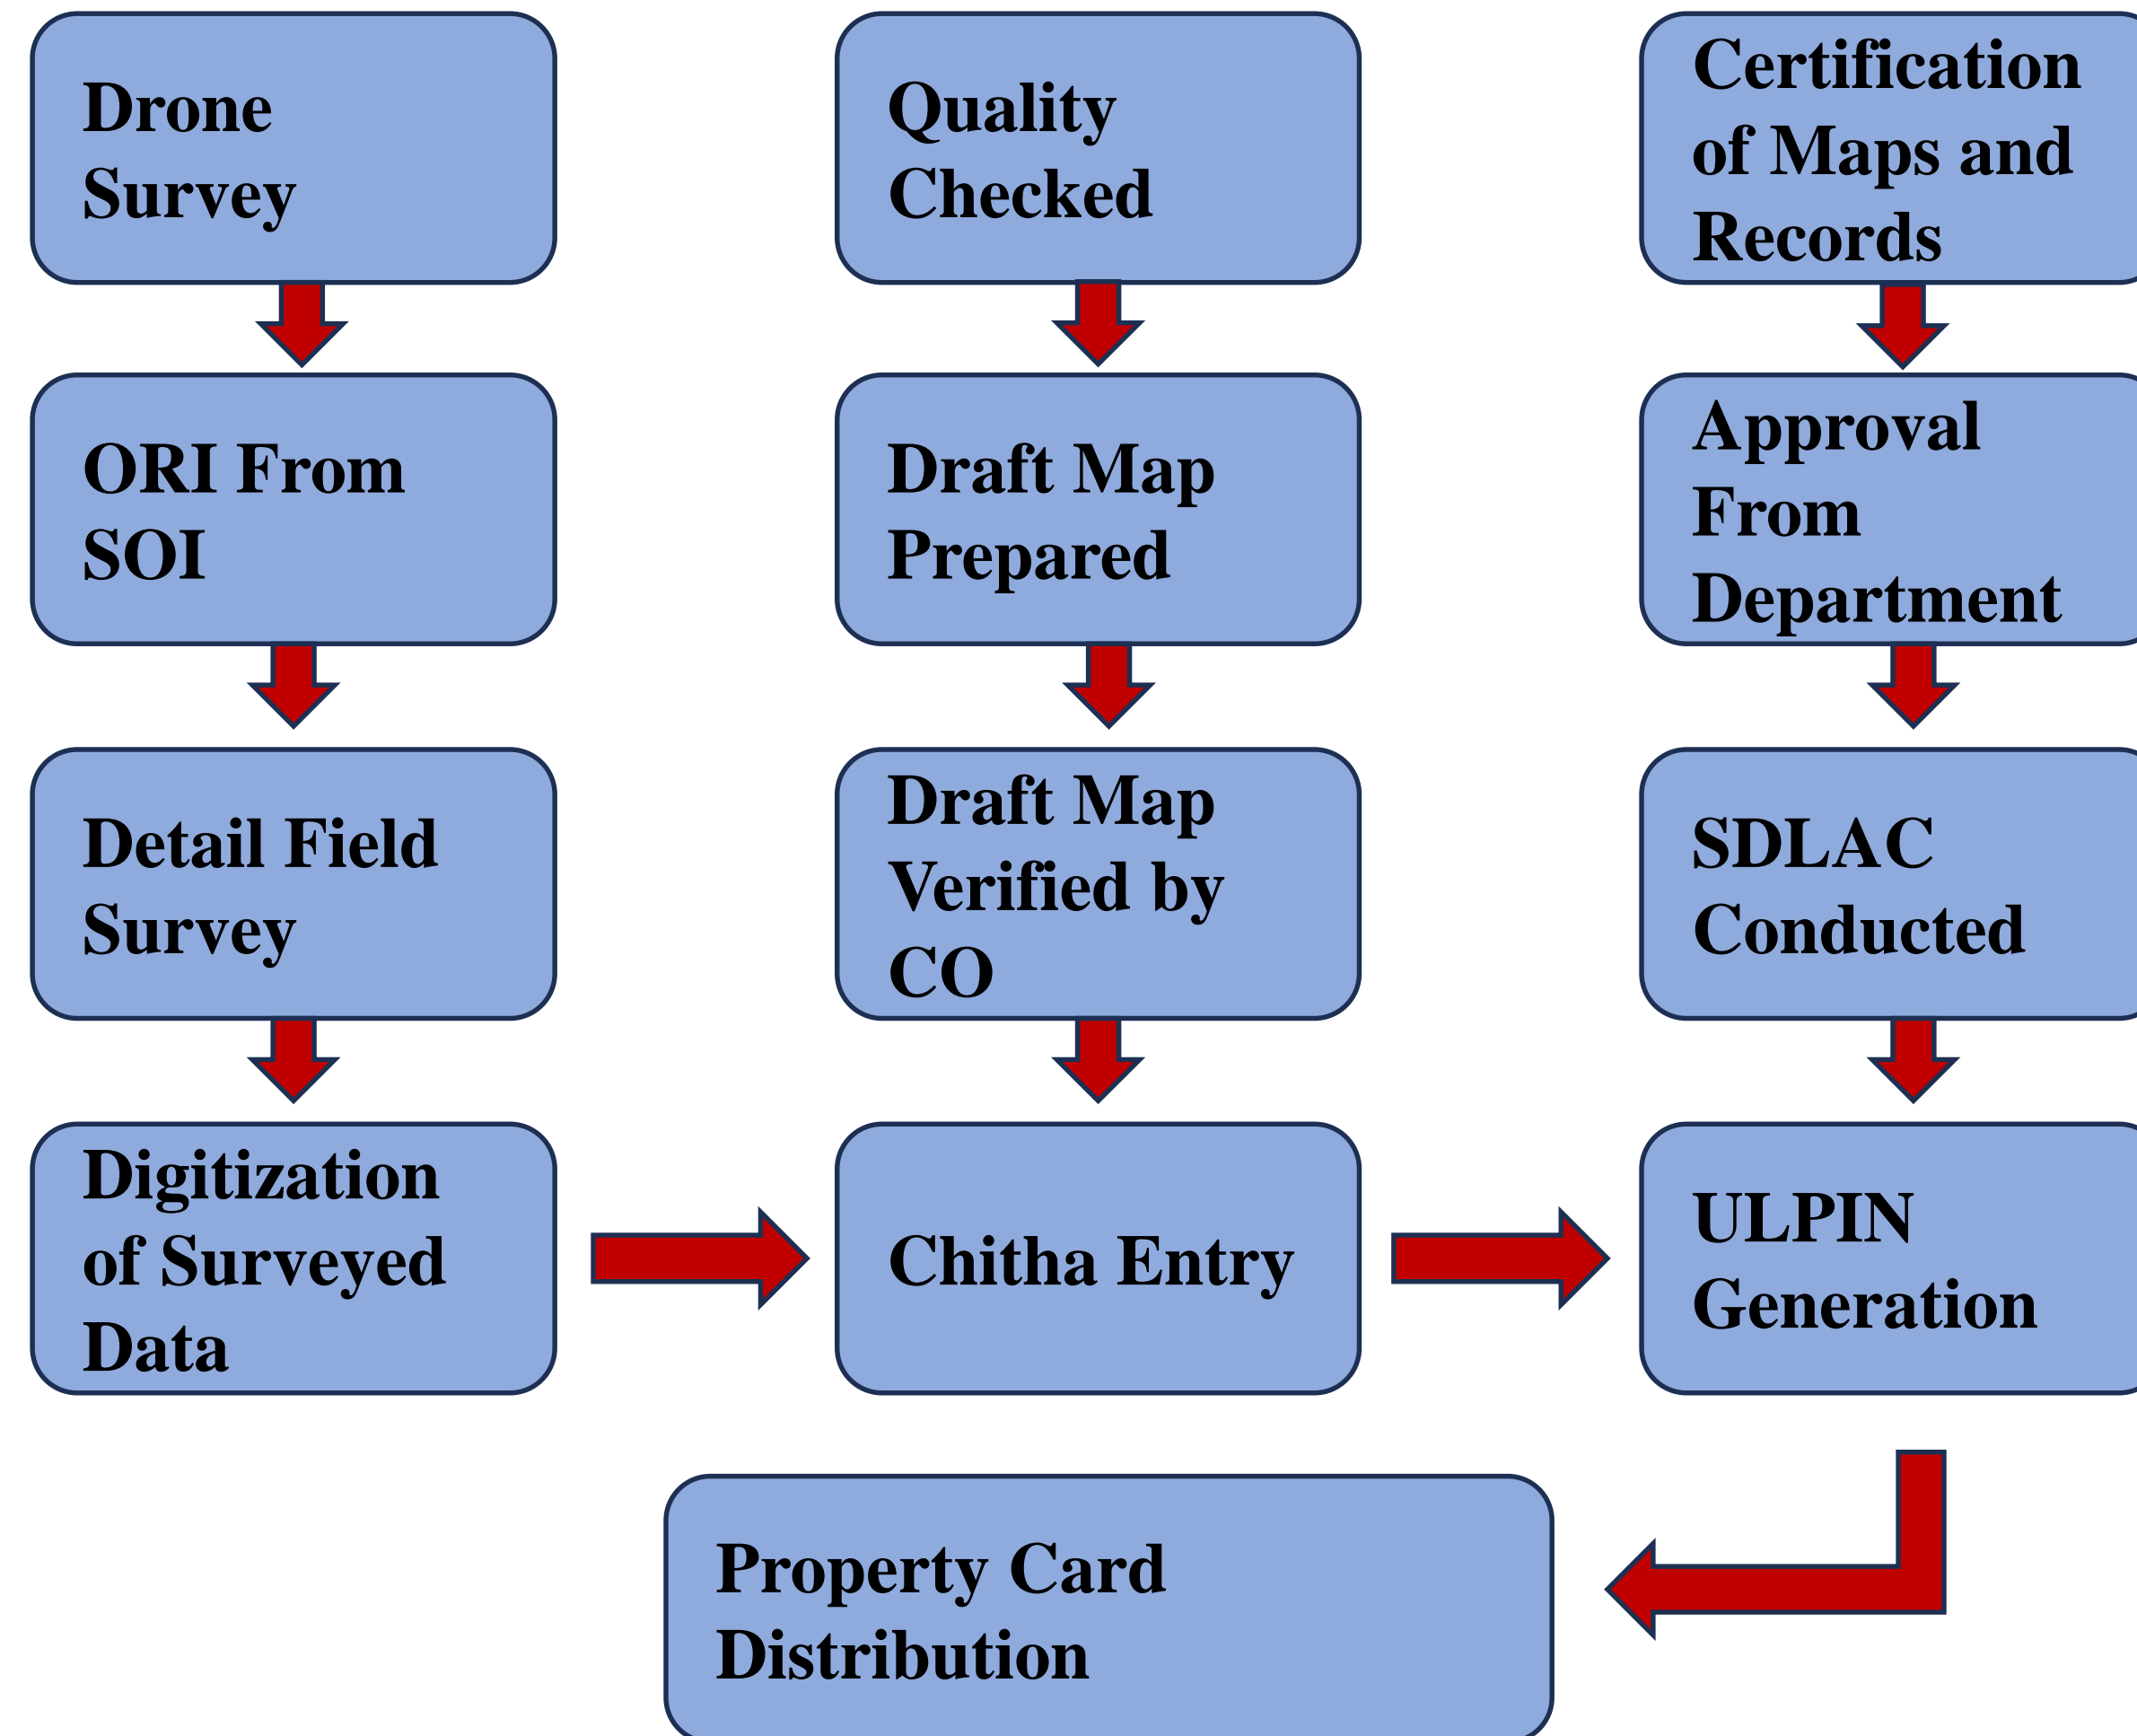 Drone
Survey
ORI From
SOI
Detail Field
Survey
Digitization
of Surveyed
Data
Quality
Checked
Draft Map
Prepared
Draft Map
Verified by
CO
Chitha Entry
Certification
of Maps and
Records
Approval
From
Department
SDLAC
Conducted
ULPIN
Generation
Property Card
Distribution